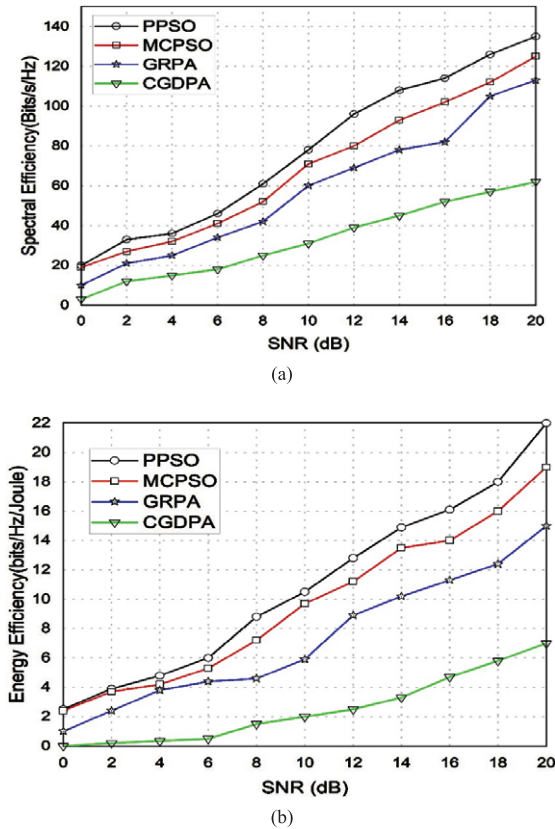 PPSO
MCPSO
GRPA
CGDPA
Spectral Efficiency(Bits/s/Hz)
140
120
100
80
60
40
20
0
0 2 4 6 8 10 12 14 16 18 20
SNR (dB)
(a)
PPSO
MCPSO
GRPA
CGDPA
Energy Efficiency(bits/Hz/Joule)
22
20
18
16
14
12
10
8
6
4
2
0
0 2 4 6 8 10 12 14 16 18 20
SNR (dB)
(b)